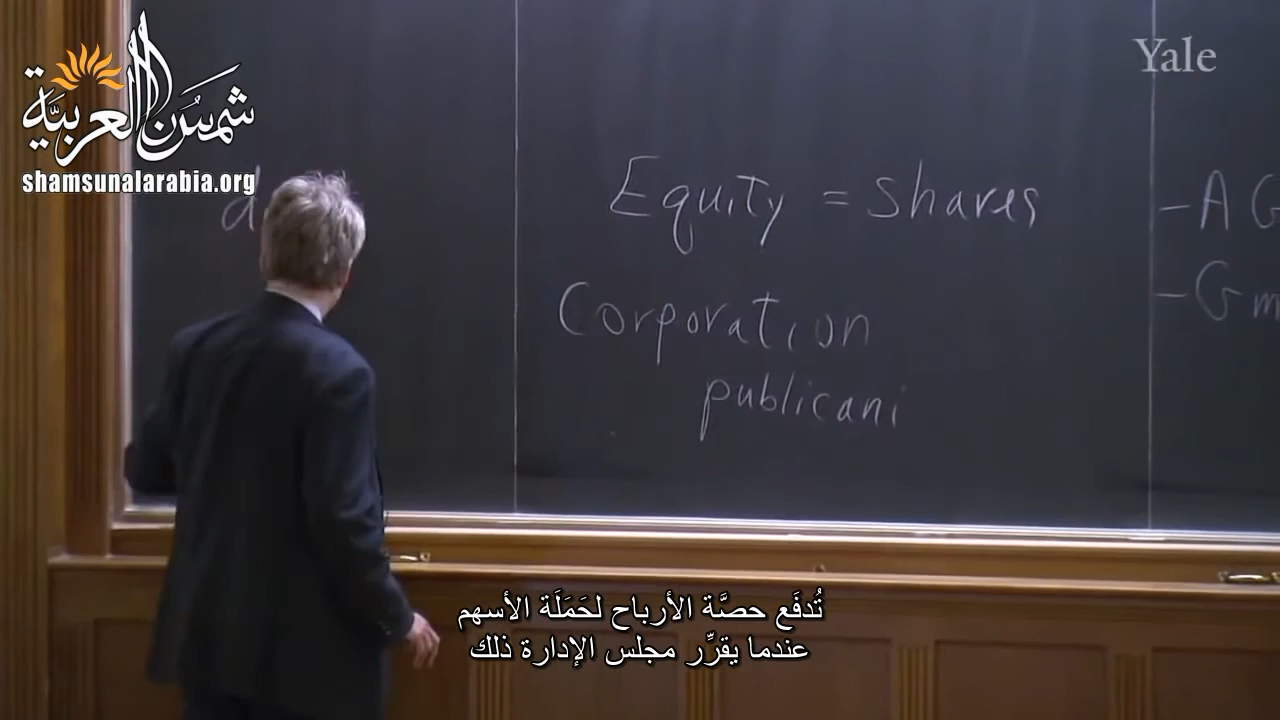 شمس العربية
shamsunalarabia.org
Yale
Equity = Shares
Corporation
publicani
- A G
- Gm
تُدفَع حصَّة الأرباح لحَمَلَة الأسهم
عندما يقرِّر مجلس الإدارة ذلك